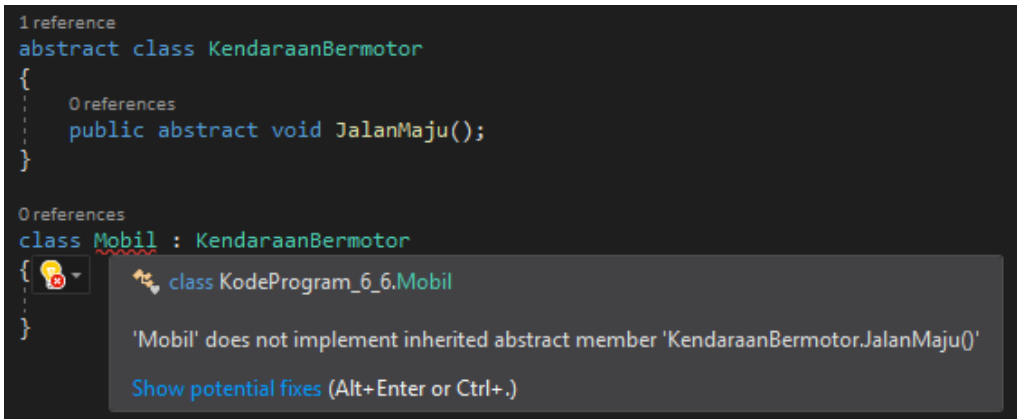 1 reference
abstract class KendaraanBermotor
{
0 references
public abstract void JalanMaju();
}
0 references
class Mobil : KendaraanBermotor
{
class KodeProgram_6_6.Mobil
}
'Mobil' does not implement inherited abstract member 'KendaraanBermotor.JalanMaju()'
Show potential fixes (Alt+Enter or Ctrl+.)